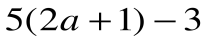 5(2a + 1) − 3